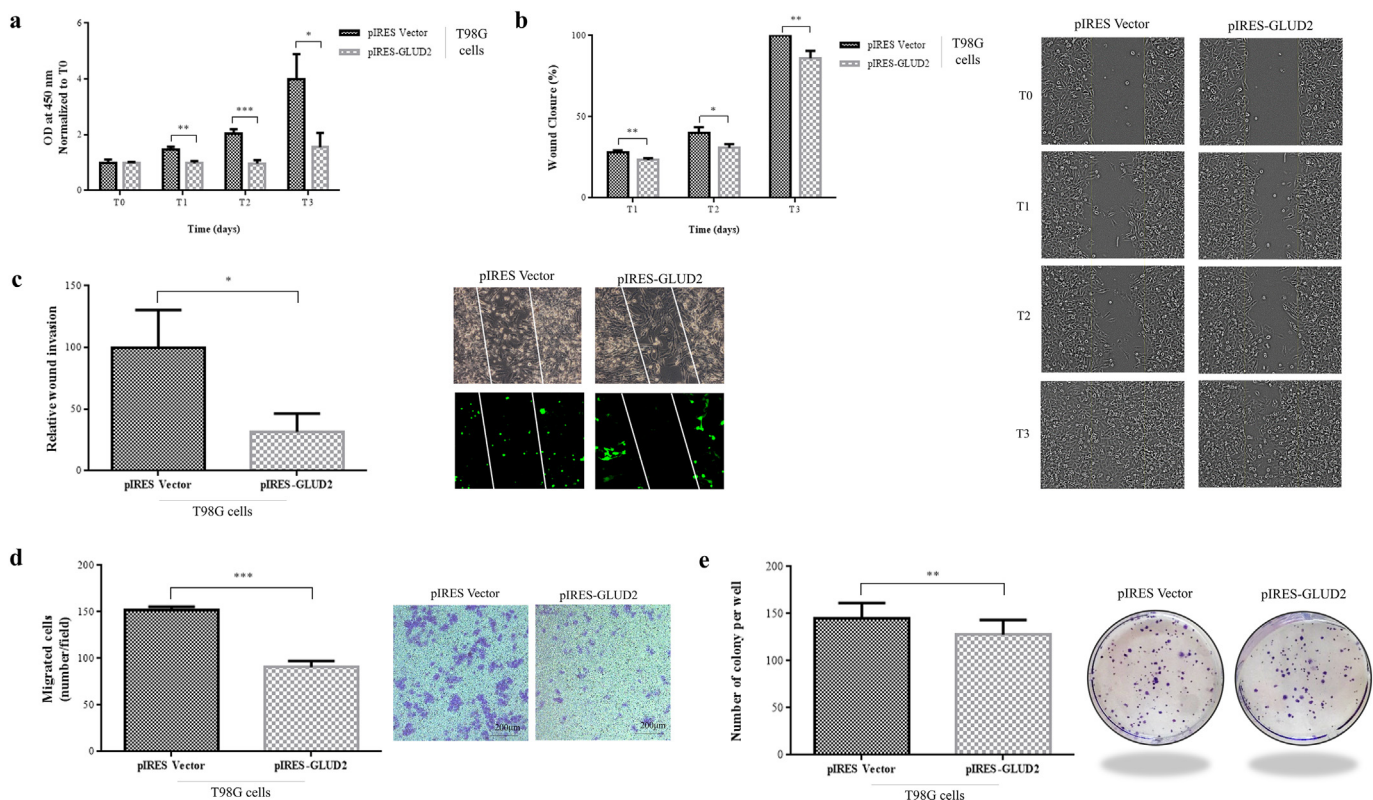 a
OD at 450 nm
Normalized to T0
6
4
2
0
T0
T1
T2
T3
Time (days)
**
***
*
pIRES Vector
pIRES-GLUD2
T98G
cells
b
Wound Closure (%)
100
50
0
T1
T2
T3
Time (days)
**
*
**
pIRES Vector
pIRES-GLUD2
T98G
cells
pIRES Vector
pIRES-GLUD2
T0
T1
T2
T3
c
Relative wound invasion
150
100
50
0
*
pIRES Vector
pIRES-GLUD2
T98G cells
pIRES Vector
pIRES-GLUD2
d
Migrated cells
(number/field)
200
150
100
50
0
***
pIRES Vector
pIRES-GLUD2
T98G cells
pIRES Vector
pIRES-GLUD2
200μm
200μm
e
Number of colony per well
200
150
100
50
0
**
pIRES Vector
pIRES-GLUD2
T98G cells
pIRES Vector
pIRES-GLUD2